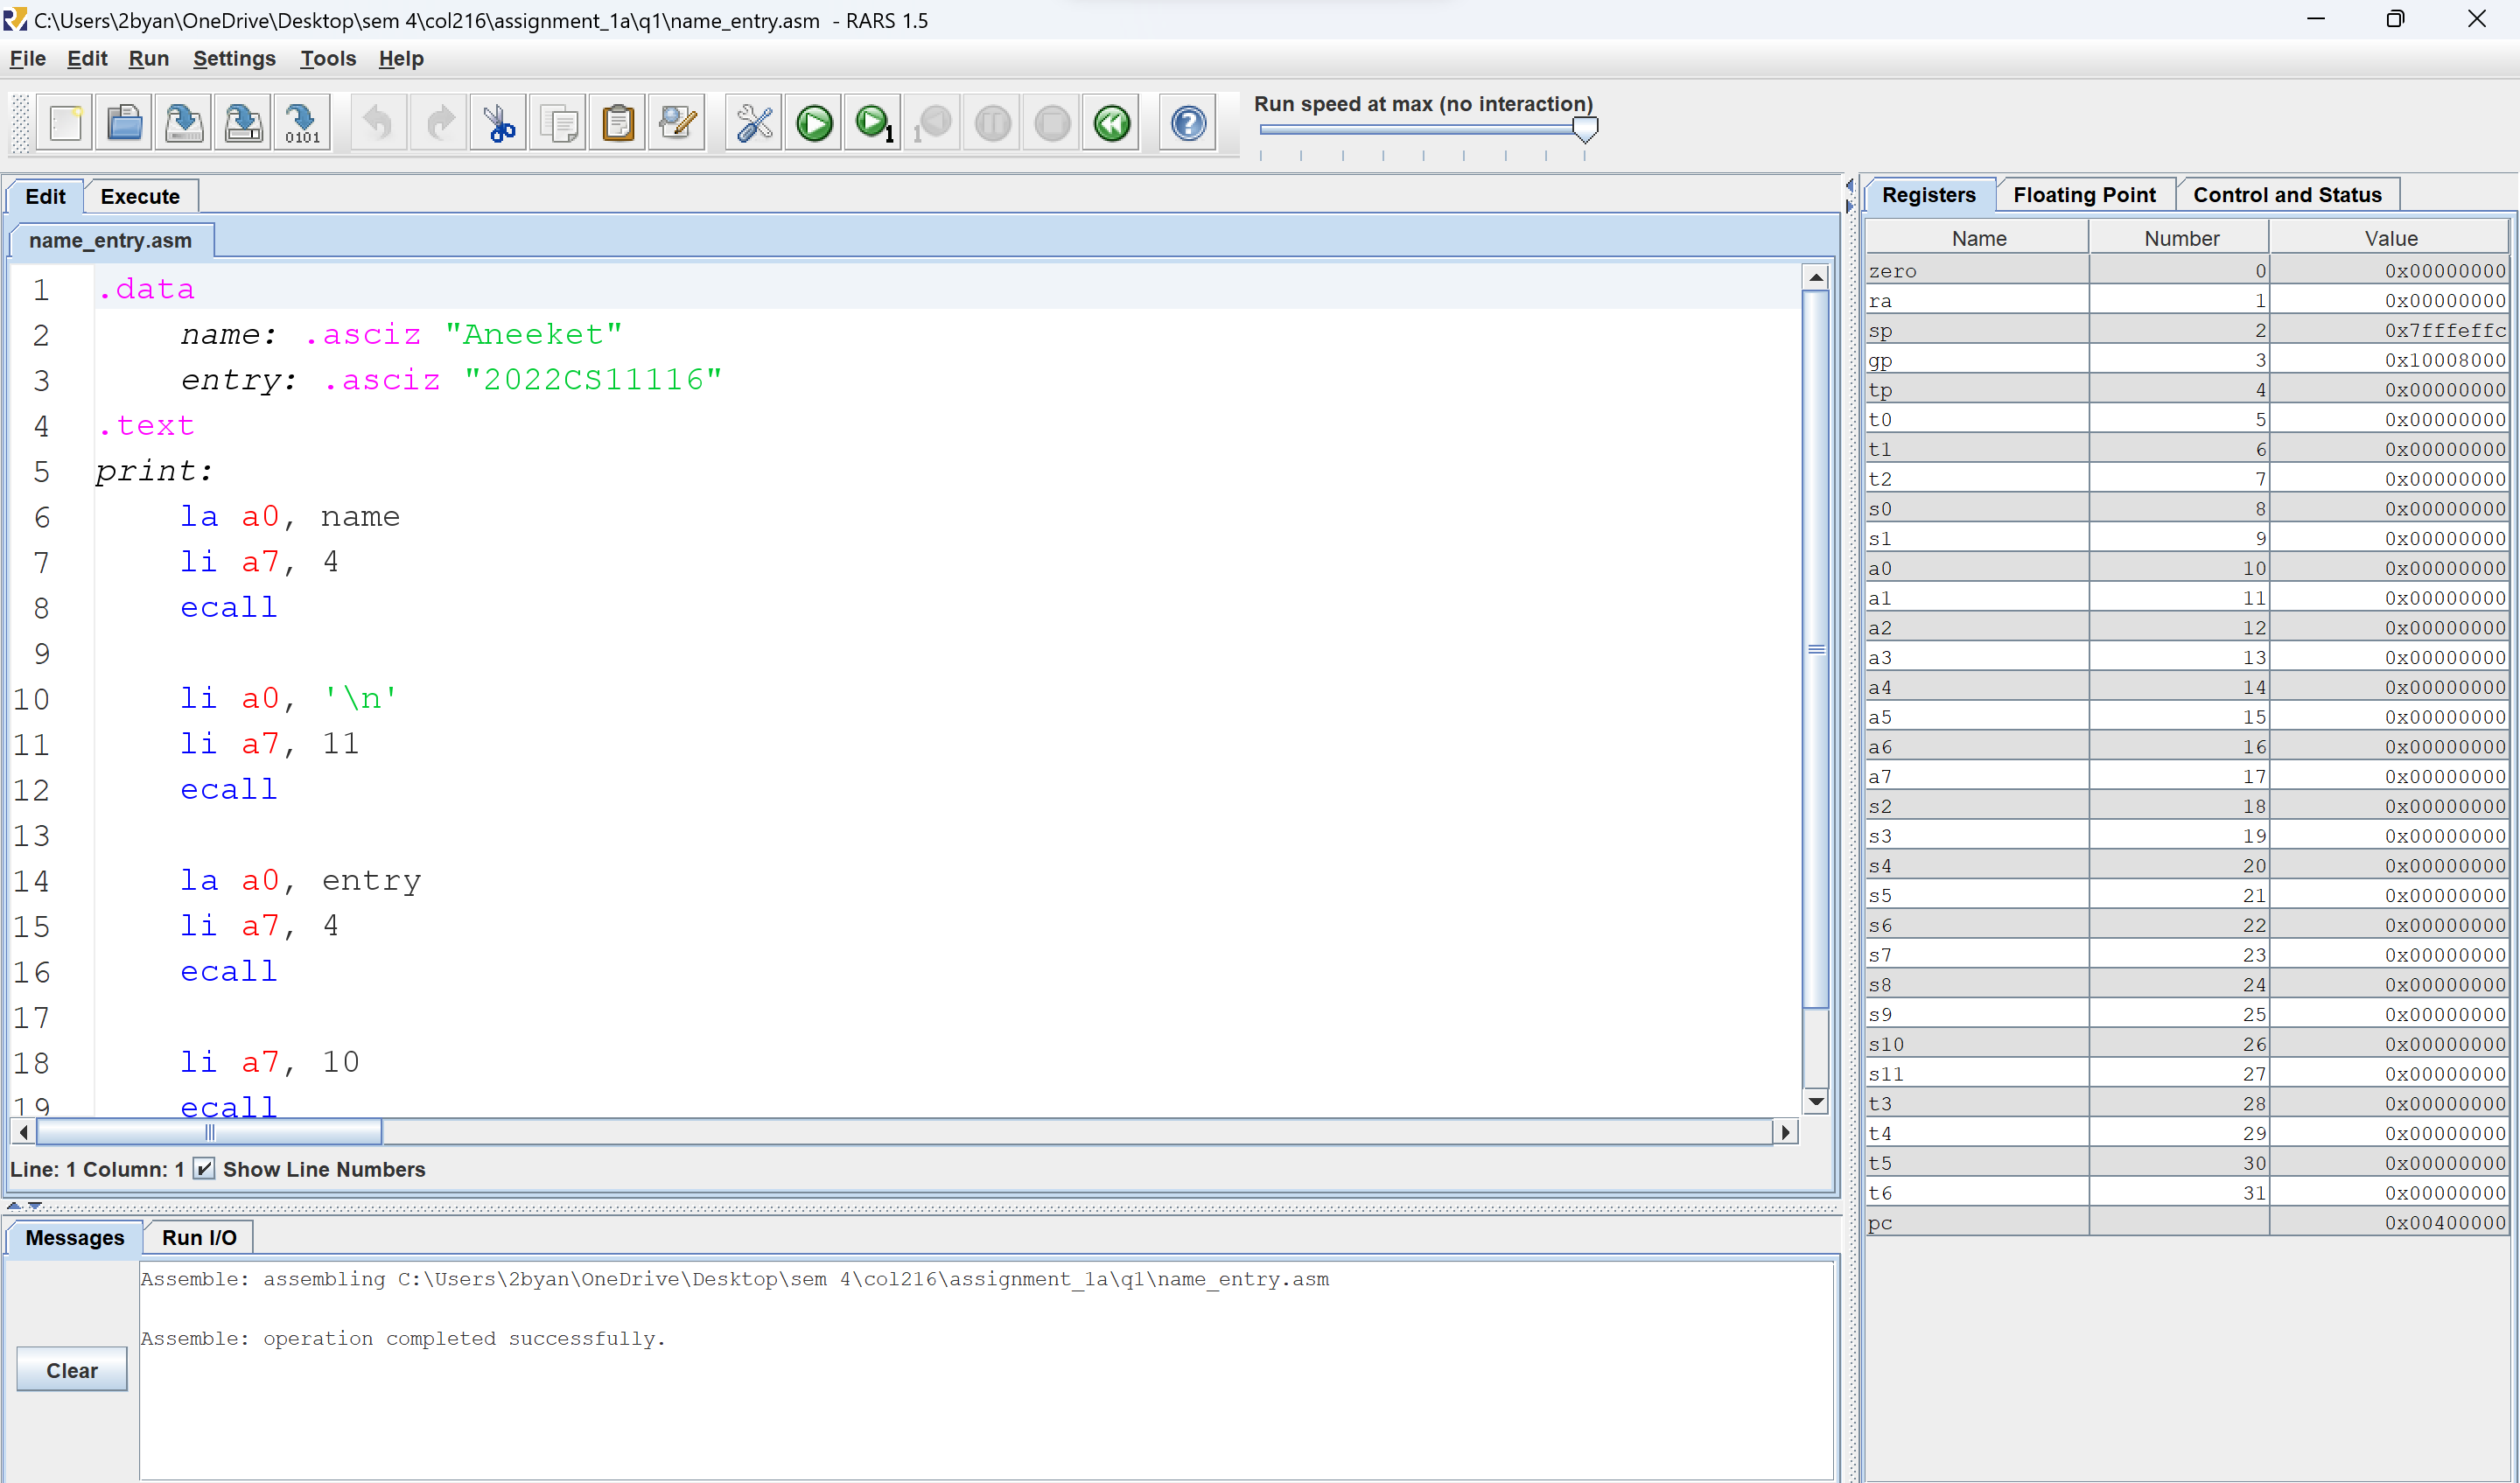 C:\Users\2byan\OneDrive\Desktop\sem 4\col216\assignment_1a\q1\name_entry.asm - RARS 1.5
File Edit Run Settings Tools Help
Run speed at max (no interaction)
0101 1 1
Edit Execute
name_entry.asm
1 .data
2 name: .asciz "Aneeket"
3 entry: .asciz "2022CS11116"
4 .text
5 print:
6 la a0, name
7 li a7, 4
8 ecall
9
10 li a0, '\n'
11 li a7, 11
12 ecall
13
14 la a0, entry
15 li a7, 4
16 ecall
17
18 li a7, 10
19 ecall
Line: 1 Column: 1 Show Line Numbers
Messages Run I/O
Assemble: assembling C:\Users\2byan\OneDrive\Desktop\sem 4\col216\assignment_1a\q1\name_entry.asm
Assemble: operation completed successfully.
Clear
Registers Floating Point Control and Status
Name Number Value
zero 0 0x00000000
ra 1 0x00000000
sp 2 0x7fffeffc
gp 3 0x10008000
tp 4 0x00000000
t0 5 0x00000000
t1 6 0x00000000
t2 7 0x00000000
s0 8 0x00000000
s1 9 0x00000000
a0 10 0x00000000
a1 11 0x00000000
a2 12 0x00000000
a3 13 0x00000000
a4 14 0x00000000
a5 15 0x00000000
a6 16 0x00000000
a7 17 0x00000000
s2 18 0x00000000
s3 19 0x00000000
s4 20 0x00000000
s5 21 0x00000000
s6 22 0x00000000
s7 23 0x00000000
s8 24 0x00000000
s9 25 0x00000000
s10 26 0x00000000
s11 27 0x00000000
t3 28 0x00000000
t4 29 0x00000000
t5 30 0x00000000
t6 31 0x00000000
pc 0x00400000